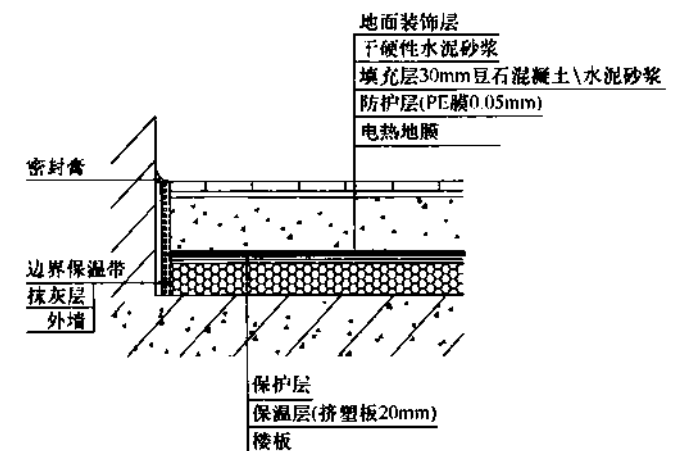 地面装饰层
干硬性水泥砂浆
填充层30mm豆石混凝土\水泥砂浆
防护层(PE膜0.05mm)
电热地膜
密封膏
边界保温带
抹灰层
外墙
保护层
保温层(挤塑板20mm)
楼板